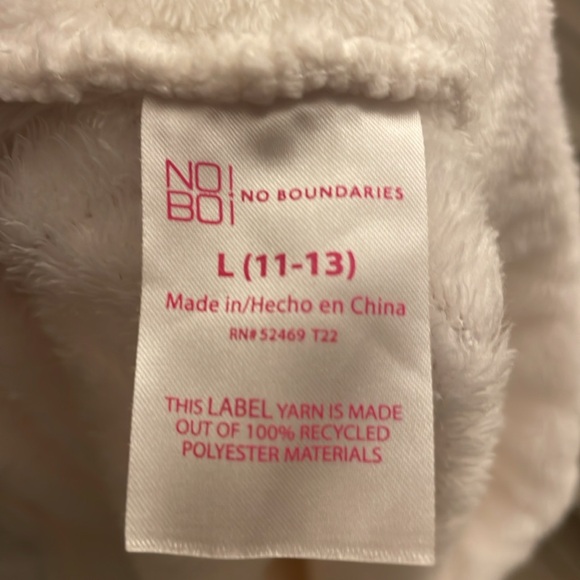 NO
BO
NO BOUNDARIES
L (11-13)
Made in/Hecho en China
RN# 52469 T22
THIS LABEL YARN IS MADE
OUT OF 100% RECYCLED
POLYESTER MATERIALS